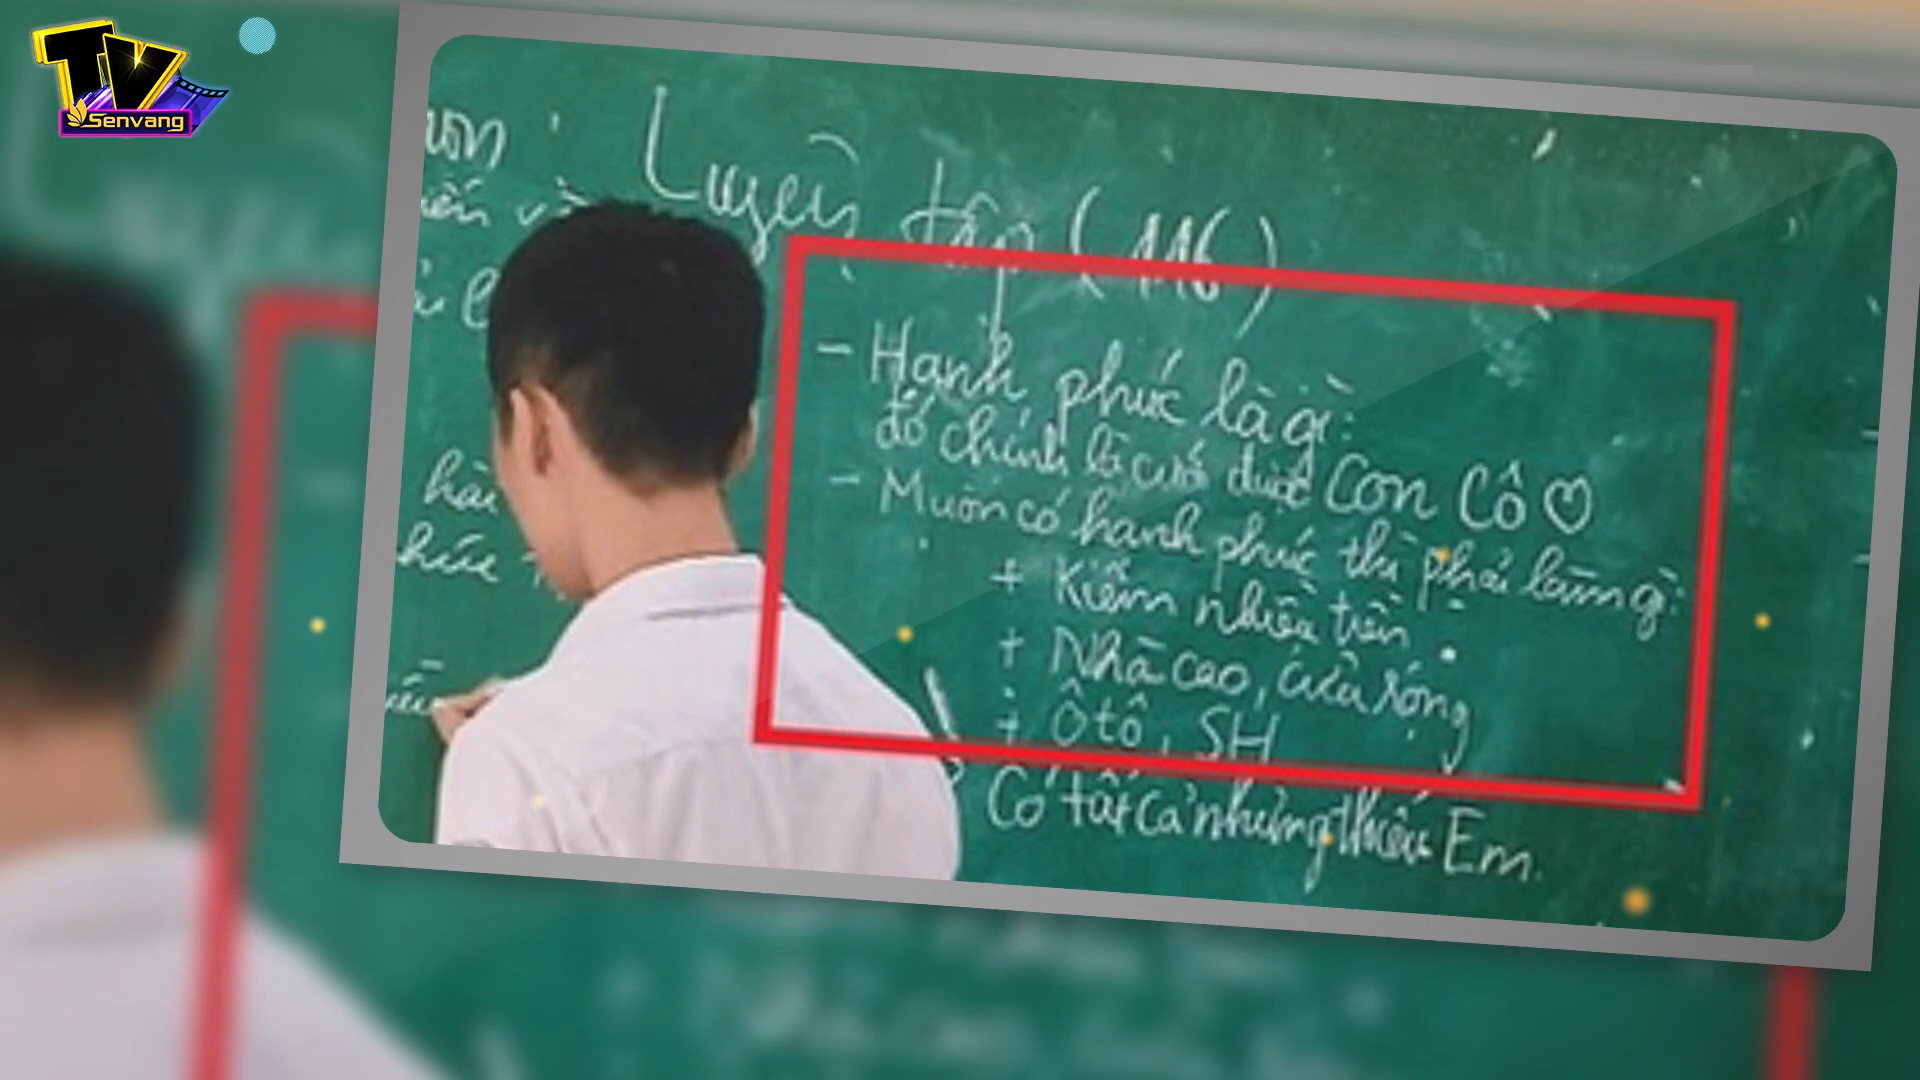 TV
Senvang
Luyện tập (116)
- Hạnh phúc là gì:
đó chính là cưới được Con Cô ♡
- Muốn có hạnh phúc thì phải làm gì:
+ Kiếm nhiều tiền
+ Nhà cao, cửa rộng
+ Ô tô, SH
Có tất cả nhưng thiếu Em.